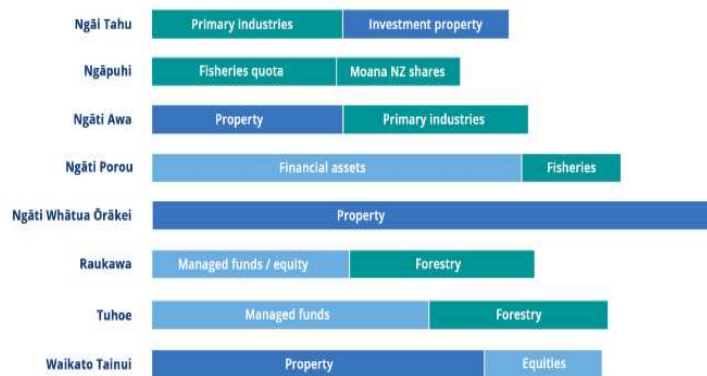 Ngāi Tahu Primary industries Investment property
Ngāpuhi Fisheries quota Moana NZ shares
Ngāti Awa Property Primary industries
Ngāti Porou Financial assets Fisheries
Ngāti Whātua Ōrākei Property
Raukawa Managed funds / equity Forestry
Tuhoe Managed funds Forestry
Waikato Tainui Property Equities